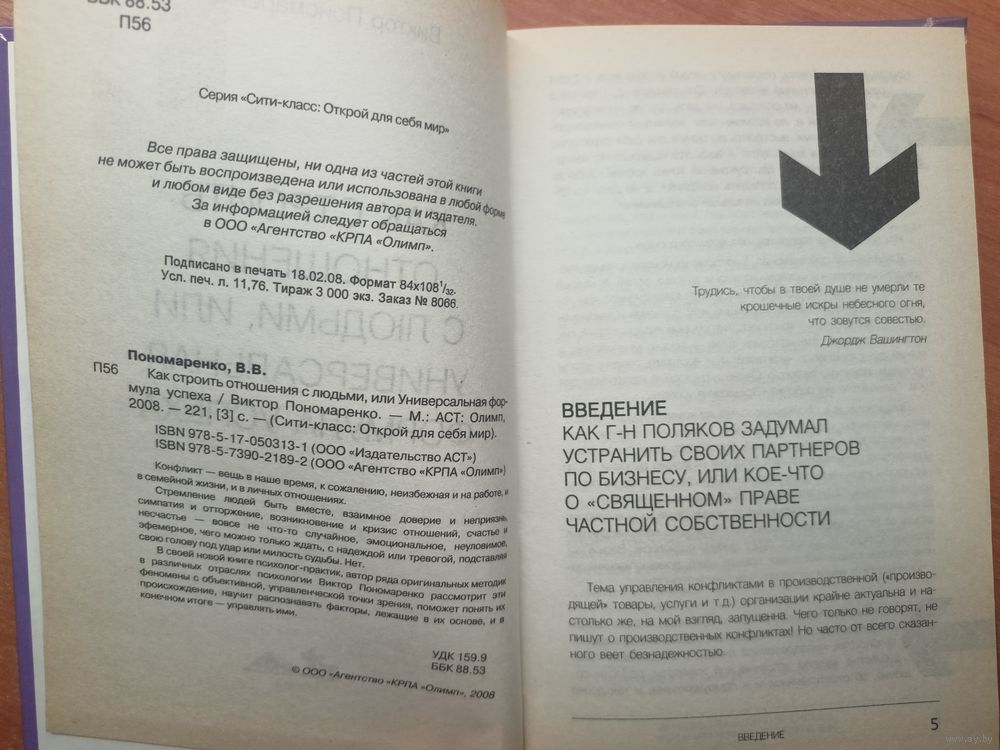 ББК 88.53
П56
Серия «Сити-класс: Открой для себя мир»
Все права защищены, ни одна из частей этой книги
не может быть воспроизведена или использована в любой форме
и любом виде без разрешения автора и издателя.
За информацией следует обращаться
в ООО «Агентство «КРПА «Олимп».
Подписано в печать 18.02.08. Формат 84х108¹/₃₂.
Усл. печ. л. 11,76. Тираж 3 000 экз. Заказ № 8066.
Пономаренко, В.В.
П56 Как строить отношения с людьми, или Универсальная фор-
мула успеха / Виктор Пономаренко. — М.: АСТ: Олимп,
2008. — 221, [3] с. — (Сити-класс: Открой для себя мир).
ISBN 978-5-17-050313-1 (ООО «Издательство АСТ»)
ISBN 978-5-7390-2189-2 (ООО «Агентство «КРПА «Олимп»)
Конфликт — вещь в наше время, к сожалению, неизбежная и на работе, и
в семейной жизни, и в личных отношениях.
Стремление людей быть вместе, взаимное доверие и неприязнь,
симпатия и отторжение, возникновение и кризис отношений, счастье и
несчастье — вовсе не что-то случайное, эмоциональное, неуловимое,
эфемерное, чего можно только ждать, с надеждой или тревогой, подставляя
свою голову под удар или милость судьбы. Нет.
В своей новой книге психолог-практик, автор ряда оригинальных методик
в различных отраслях психологии Виктор Пономаренко рассмотрит эти
феномены с объективной, управленческой точки зрения, поможет понять их
происхождение, научит распознавать факторы, лежащие в их основе, и в
конечном итоге — управлять ими.
УДК 159.9
ББК 88.53
© ООО «Агентство «КРПА «Олимп», 2008
Трудись, чтобы в твоей душе не умерли те
крошечные искры небесного огня,
что зовутся совестью.
Джордж Вашингтон
ВВЕДЕНИЕ
КАК Г-Н ПОЛЯКОВ ЗАДУМАЛ
УСТРАНИТЬ СВОИХ ПАРТНЕРОВ
ПО БИЗНЕСУ, ИЛИ КОЕ-ЧТО
О «СВЯЩЕННОМ» ПРАВЕ
ЧАСТНОЙ СОБСТВЕННОСТИ
Тема управления конфликтами в производственной («произво-
дящей» товары, услуги и т.д.) организации крайне актуальна и на-
столько же, на мой взгляд, запущенна. Чего только не говорят, не
пишут о производственных конфликтах! Но часто от всего сказан-
ного веет безнадежностью.
ВВЕДЕНИЕ
5
www.ay.by